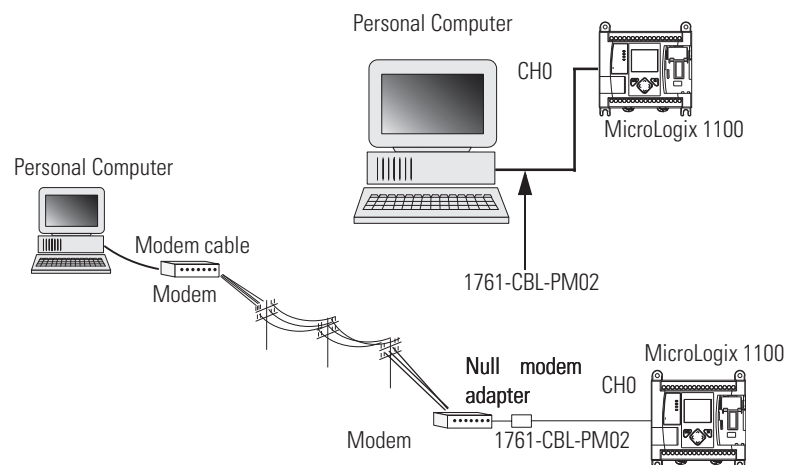 Personal Computer
CH0
MicroLogix 1100
1761-CBL-PM02
Personal Computer
Modem cable
Modem
Null modem
adapter
CH0
MicroLogix 1100
Modem
1761-CBL-PM02